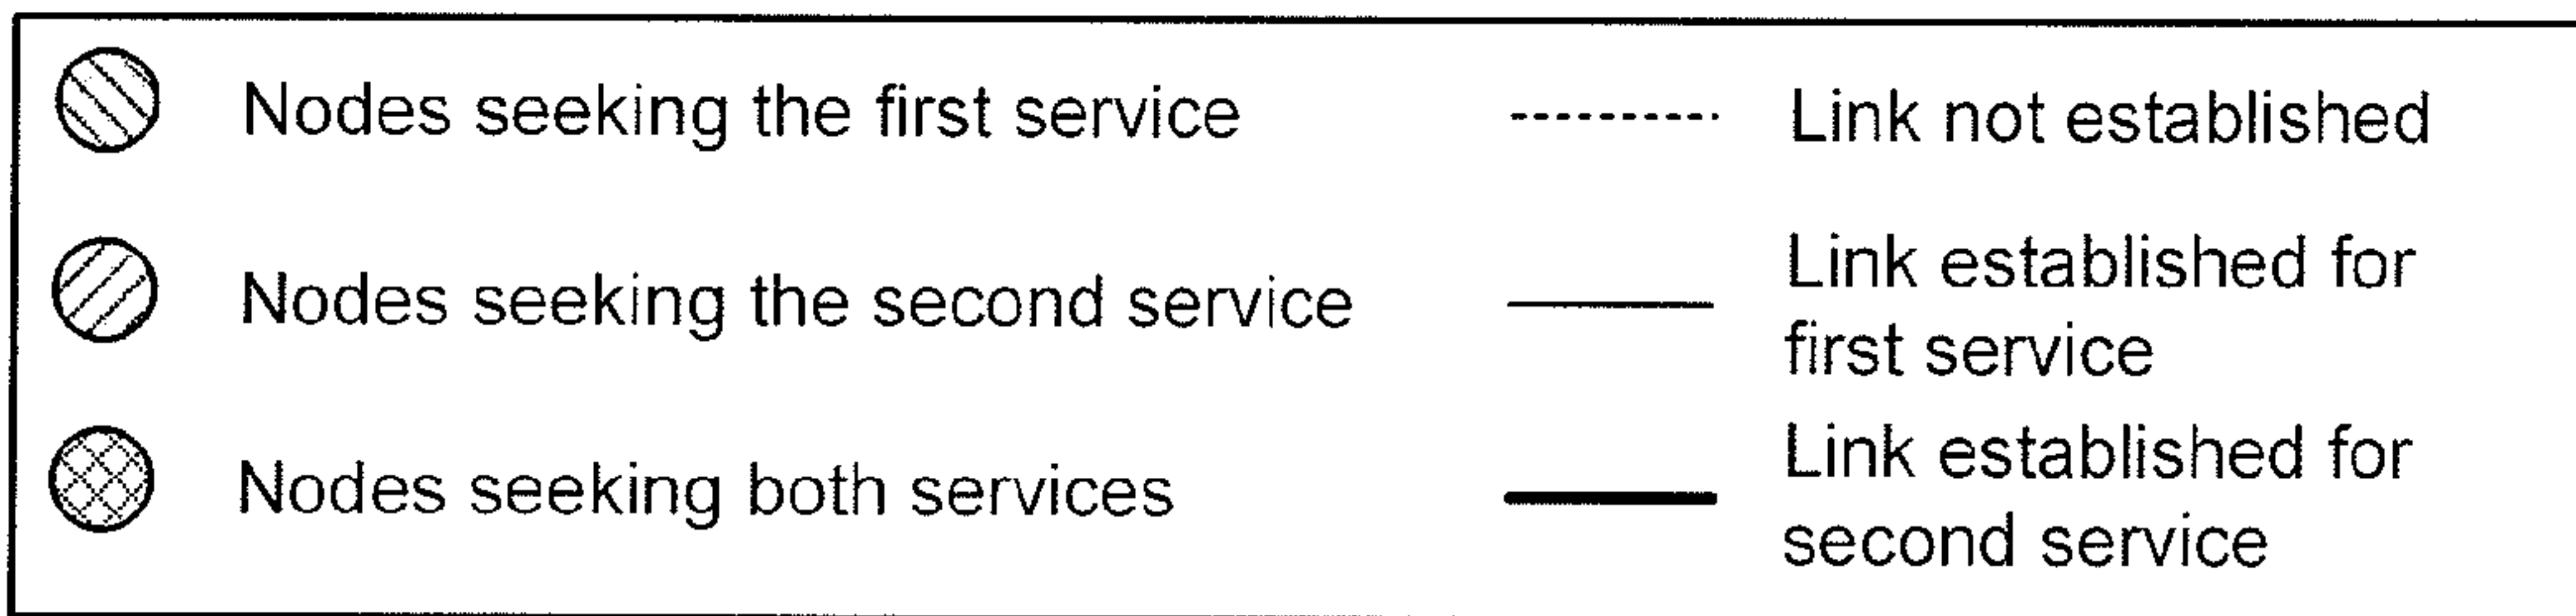 Nodes seeking the first service
Link not established
Nodes seeking the second service
Link established for
first service
Nodes seeking both services
Link established for
second service